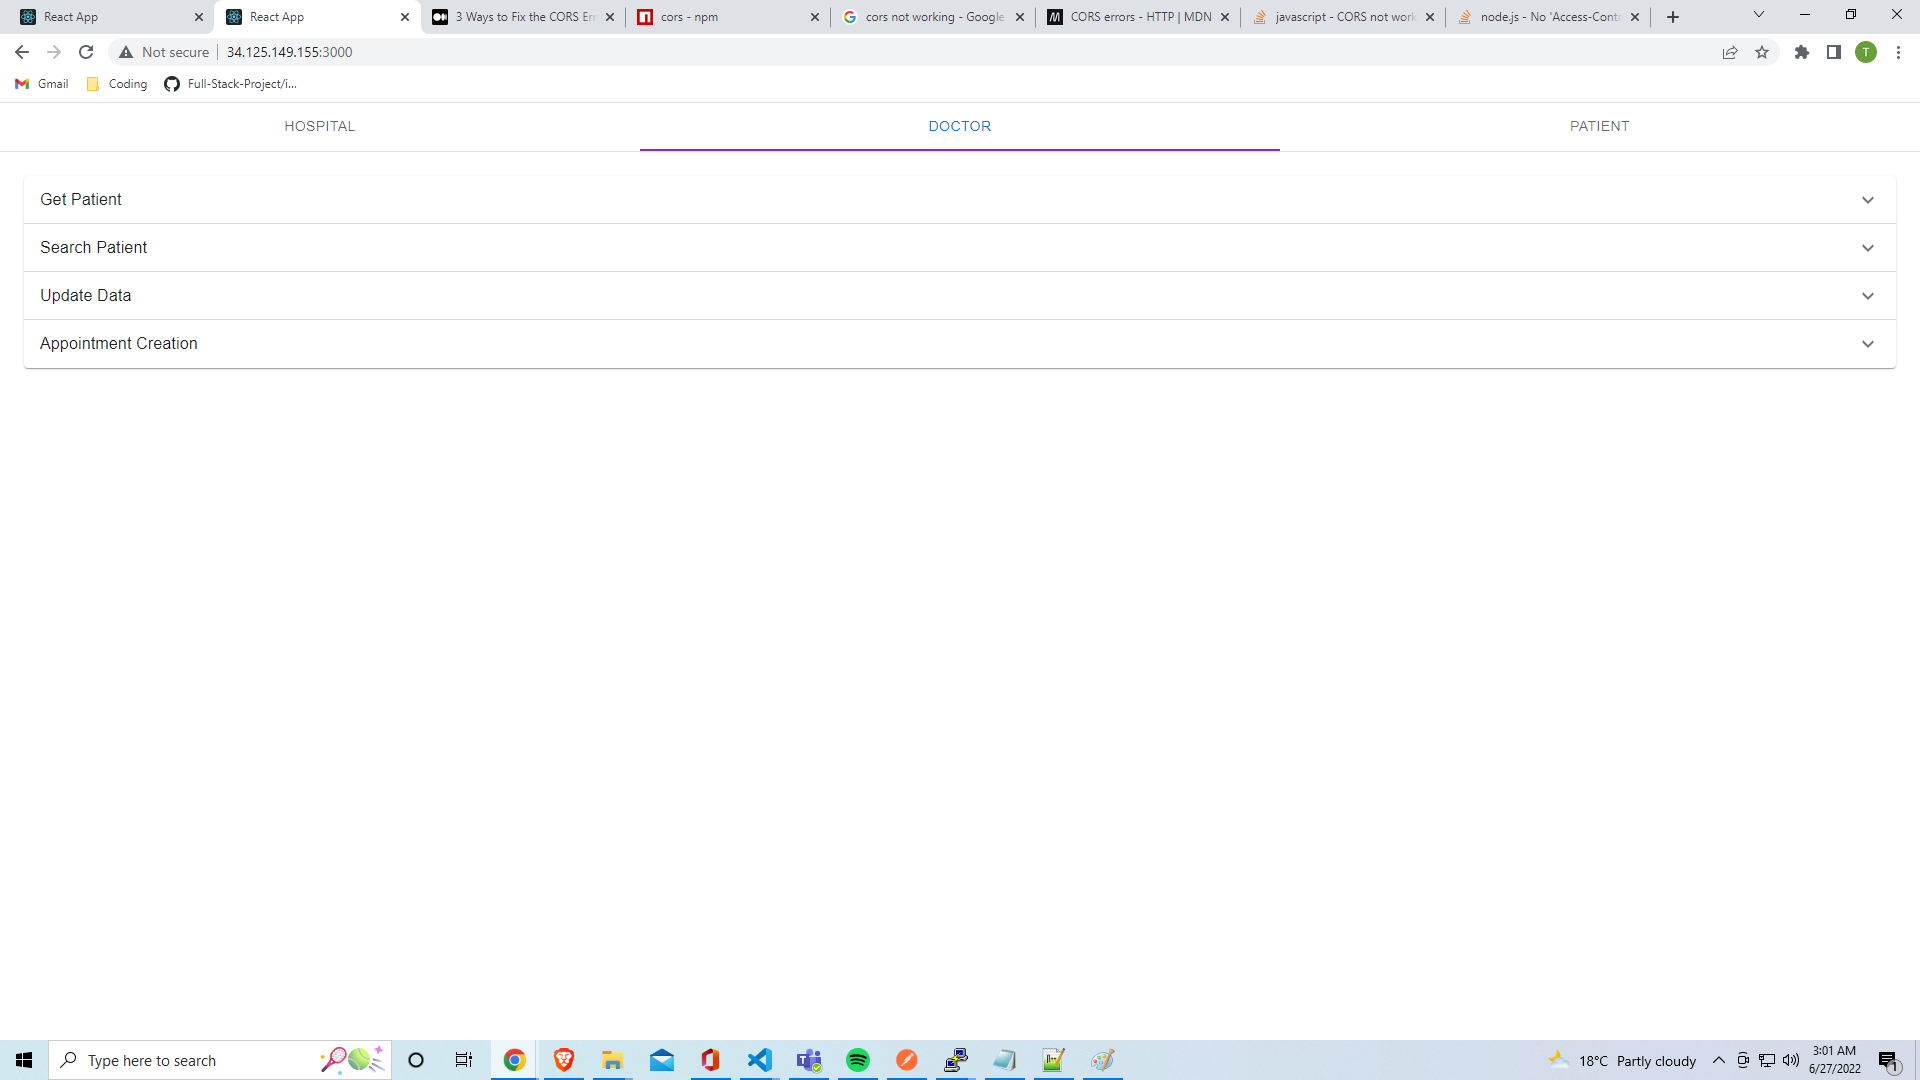 React App
React App
3 Ways to Fix the CORS Er
cors - npm
cors not working - Google
CORS errors - HTTP | MDN
javascript - CORS not work
node.js - No 'Access-Contr
Not secure
34.125.149.155:3000
T
Gmail
Coding
Full-Stack-Project/i...
HOSPITAL
DOCTOR
PATIENT
Get Patient
Search Patient
Update Data
Appointment Creation
Type here to search
18°C Partly cloudy
3:01 AM
6/27/2022
1